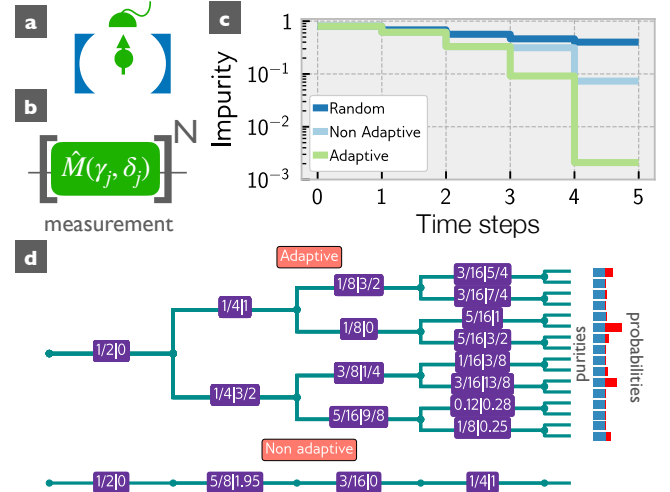 a
b
M̂(γj, δj)
N
measurement
c
Impurity
1
10⁻¹
10⁻²
10⁻³
Random
Non Adaptive
Adaptive
0 1 2 3 4 5
Time steps
d
Adaptive
1/2|0
1/4|1
1/4|3/2
1/8|3/2
1/8|0
3/8|1/4
5/16|9/8
3/16|5/4
3/16|7/4
5/16|1
5/16|3/2
1/16|3/8
3/16|13/8
0.12|0.28
1/8|0.25
purities
probabilities
Non adaptive
1/2|0 5/8|1.95 3/16|0 1/4|1